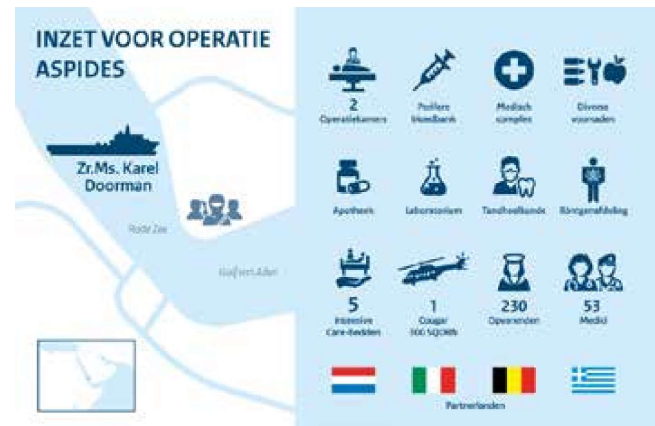 INZET VOOR OPERATIE
ASPIDES
Zr.Ms. Karel
Doorman
Rode Zee
Golf van Aden
2
Operatiekamers
Perifere
bloedbank
Medisch
complex
Diverse
voorraden
Apotheek
Laboratorium
Tandheelkunde
Röntgenafdeling
5
Intensive
Care-bedden
1
Cougar
300 SQDRN
230
Opvarenden
53
Medici
Partnerlanden